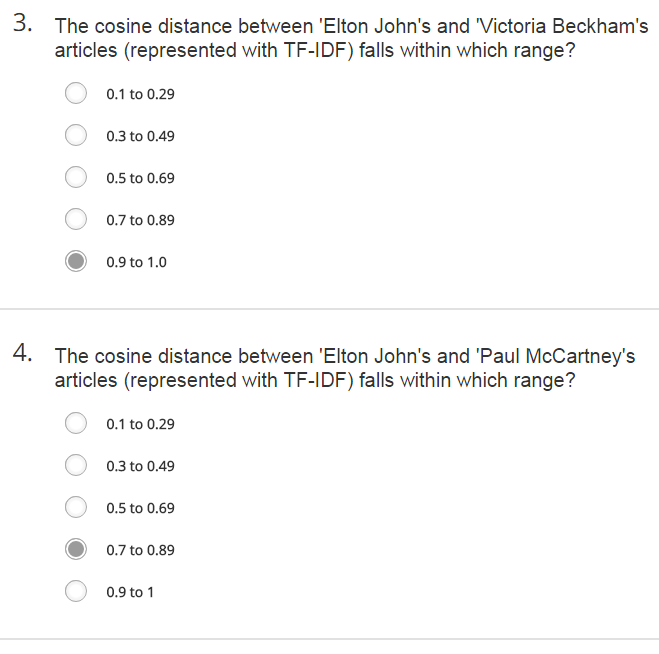 3. The cosine distance between 'Elton John's and 'Victoria Beckham's
articles (represented with TF-IDF) falls within which range?
0.1 to 0.29
0.3 to 0.49
0.5 to 0.69
0.7 to 0.89
0.9 to 1.0
4. The cosine distance between 'Elton John's and 'Paul McCartney's
articles (represented with TF-IDF) falls within which range?
0.1 to 0.29
0.3 to 0.49
0.5 to 0.69
0.7 to 0.89
0.9 to 1